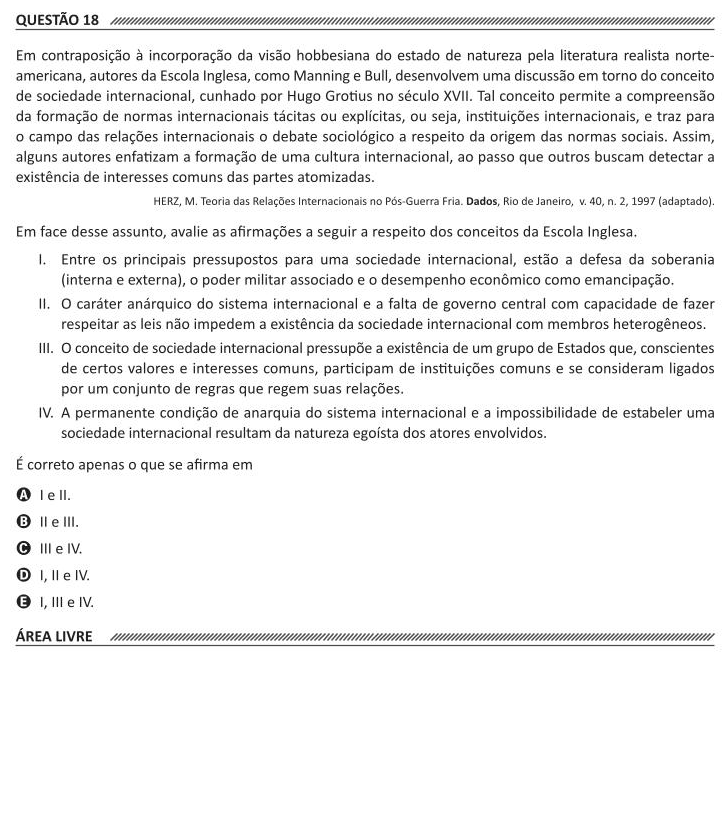 QUESTÃO 18
Em contraposição à incorporação da visão hobbesiana do estado de natureza pela literatura realista norte-
americana, autores da Escola Inglesa, como Manning e Bull, desenvolvem uma discussão em torno do conceito
de sociedade internacional, cunhado por Hugo Grotius no século XVII. Tal conceito permite a compreensão
da formação de normas internacionais tácitas ou explícitas, ou seja, instituições internacionais, e traz para
o campo das relações internacionais o debate sociológico a respeito da origem das normas sociais. Assim,
alguns autores enfatizam a formação de uma cultura internacional, ao passo que outros buscam detectar a
existência de interesses comuns das partes atomizadas.
HERZ, M. Teoria das Relações Internacionais no Pós-Guerra Fria. Dados, Rio de Janeiro, v. 40, n. 2, 1997 (adaptado).
Em face desse assunto, avalie as afirmações a seguir a respeito dos conceitos da Escola Inglesa.
I. Entre os principais pressupostos para uma sociedade internacional, estão a defesa da soberania
(interna e externa), o poder militar associado e o desempenho econômico como emancipação.
II. O caráter anárquico do sistema internacional e a falta de governo central com capacidade de fazer
respeitar as leis não impedem a existência da sociedade internacional com membros heterogêneos.
III. O conceito de sociedade internacional pressupõe a existência de um grupo de Estados que, conscientes
de certos valores e interesses comuns, participam de instituições comuns e se consideram ligados
por um conjunto de regras que regem suas relações.
IV. A permanente condição de anarquia do sistema internacional e a impossibilidade de estabeler uma
sociedade internacional resultam da natureza egoísta dos atores envolvidos.
É correto apenas o que se afirma em
A I e II.
B II e III.
C III e IV.
D I, II e IV.
E I, III e IV.
ÁREA LIVRE